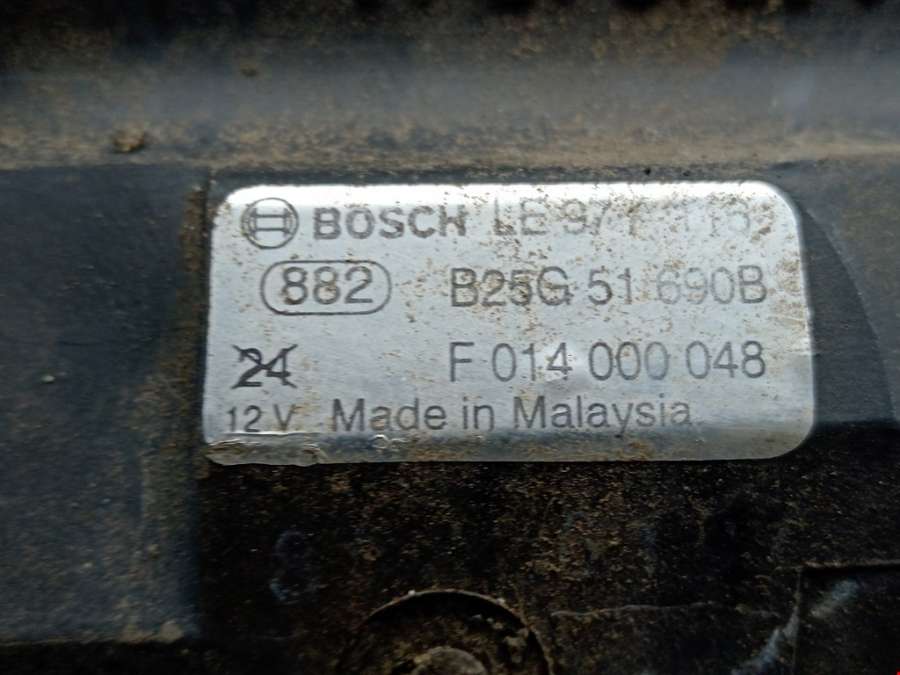 BOSCH
882 B25G 51 690B
24 F 014 000 048
12 V Made in Malaysia